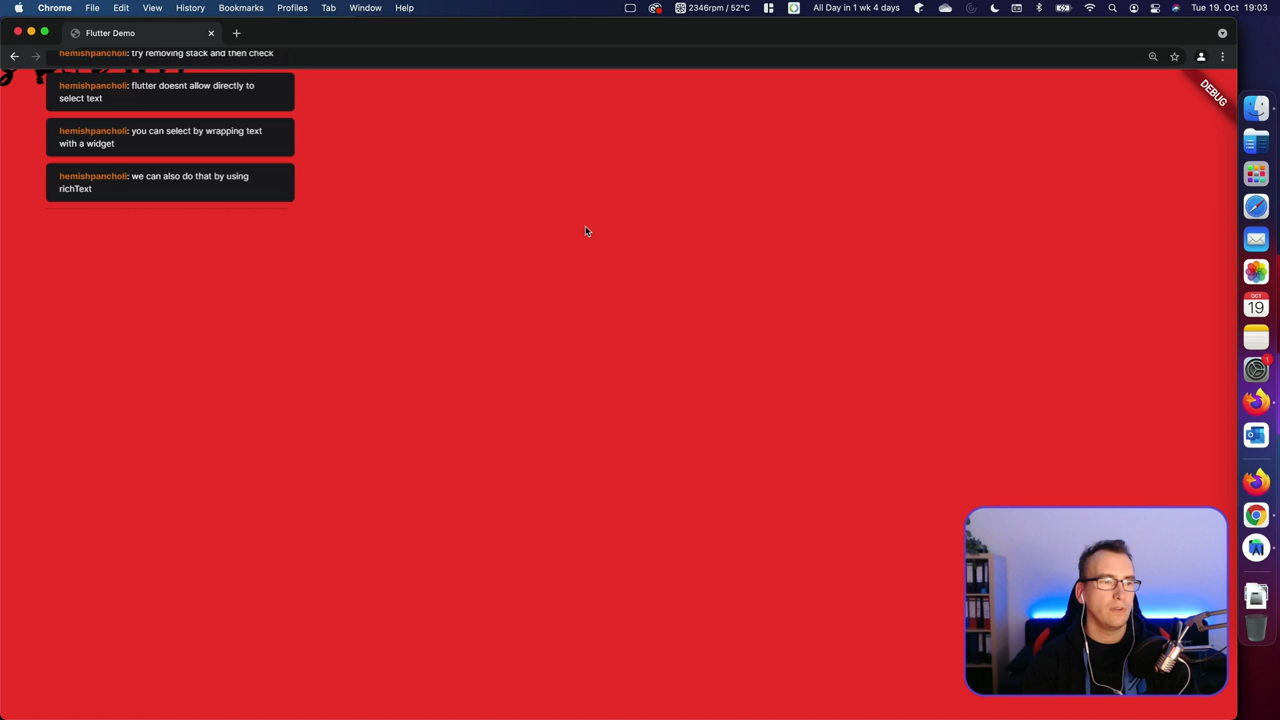 Chrome File Edit View History Bookmarks Profiles Tab Window Help 2346rpm / 52°C All Day in 1 wk 4 days Tue 19. Oct 19:03
Flutter Demo
hemishpancholi: try removing stack and then check
hemishpancholi: flutter doesnt allow directly to
select text
hemishpancholi: you can select by wrapping text
with a widget
hemishpancholi: we can also do that by using
richText
DEBUG
OCT
19
1